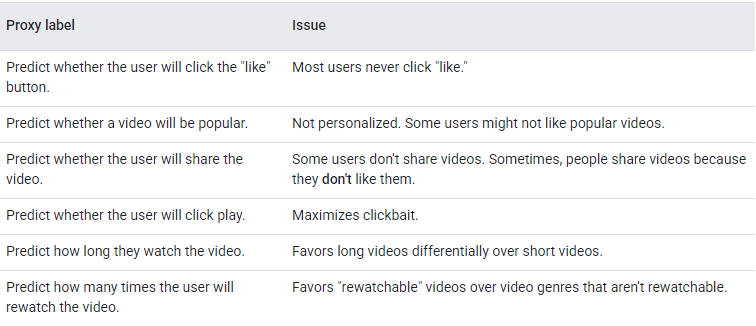 Proxy label Issue
Predict whether the user will click the "like" Most users never click "like."
button.
Predict whether a video will be popular. Not personalized. Some users might not like popular videos.
Predict whether the user will share the Some users don't share videos. Sometimes, people share videos because
video. they don't like them.
Predict whether the user will click play. Maximizes clickbait.
Predict how long they watch the video. Favors long videos differentially over short videos.
Predict how many times the user will Favors "rewatchable" videos over video genres that aren't rewatchable.
rewatch the video.